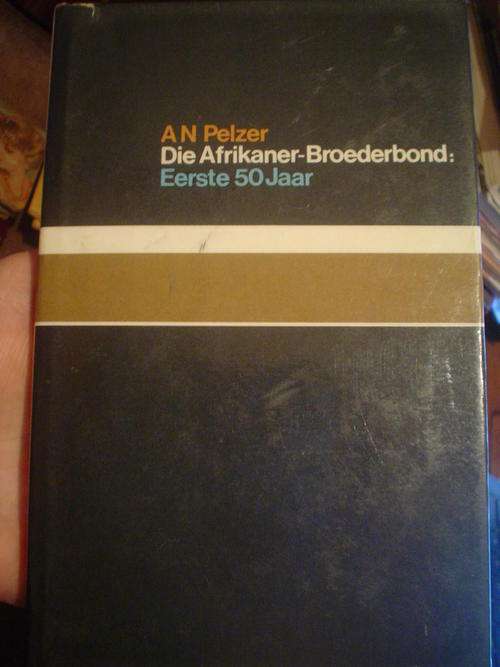 A N Pelzer
Die Afrikaner-Broederbond:
Eerste 50 Jaar